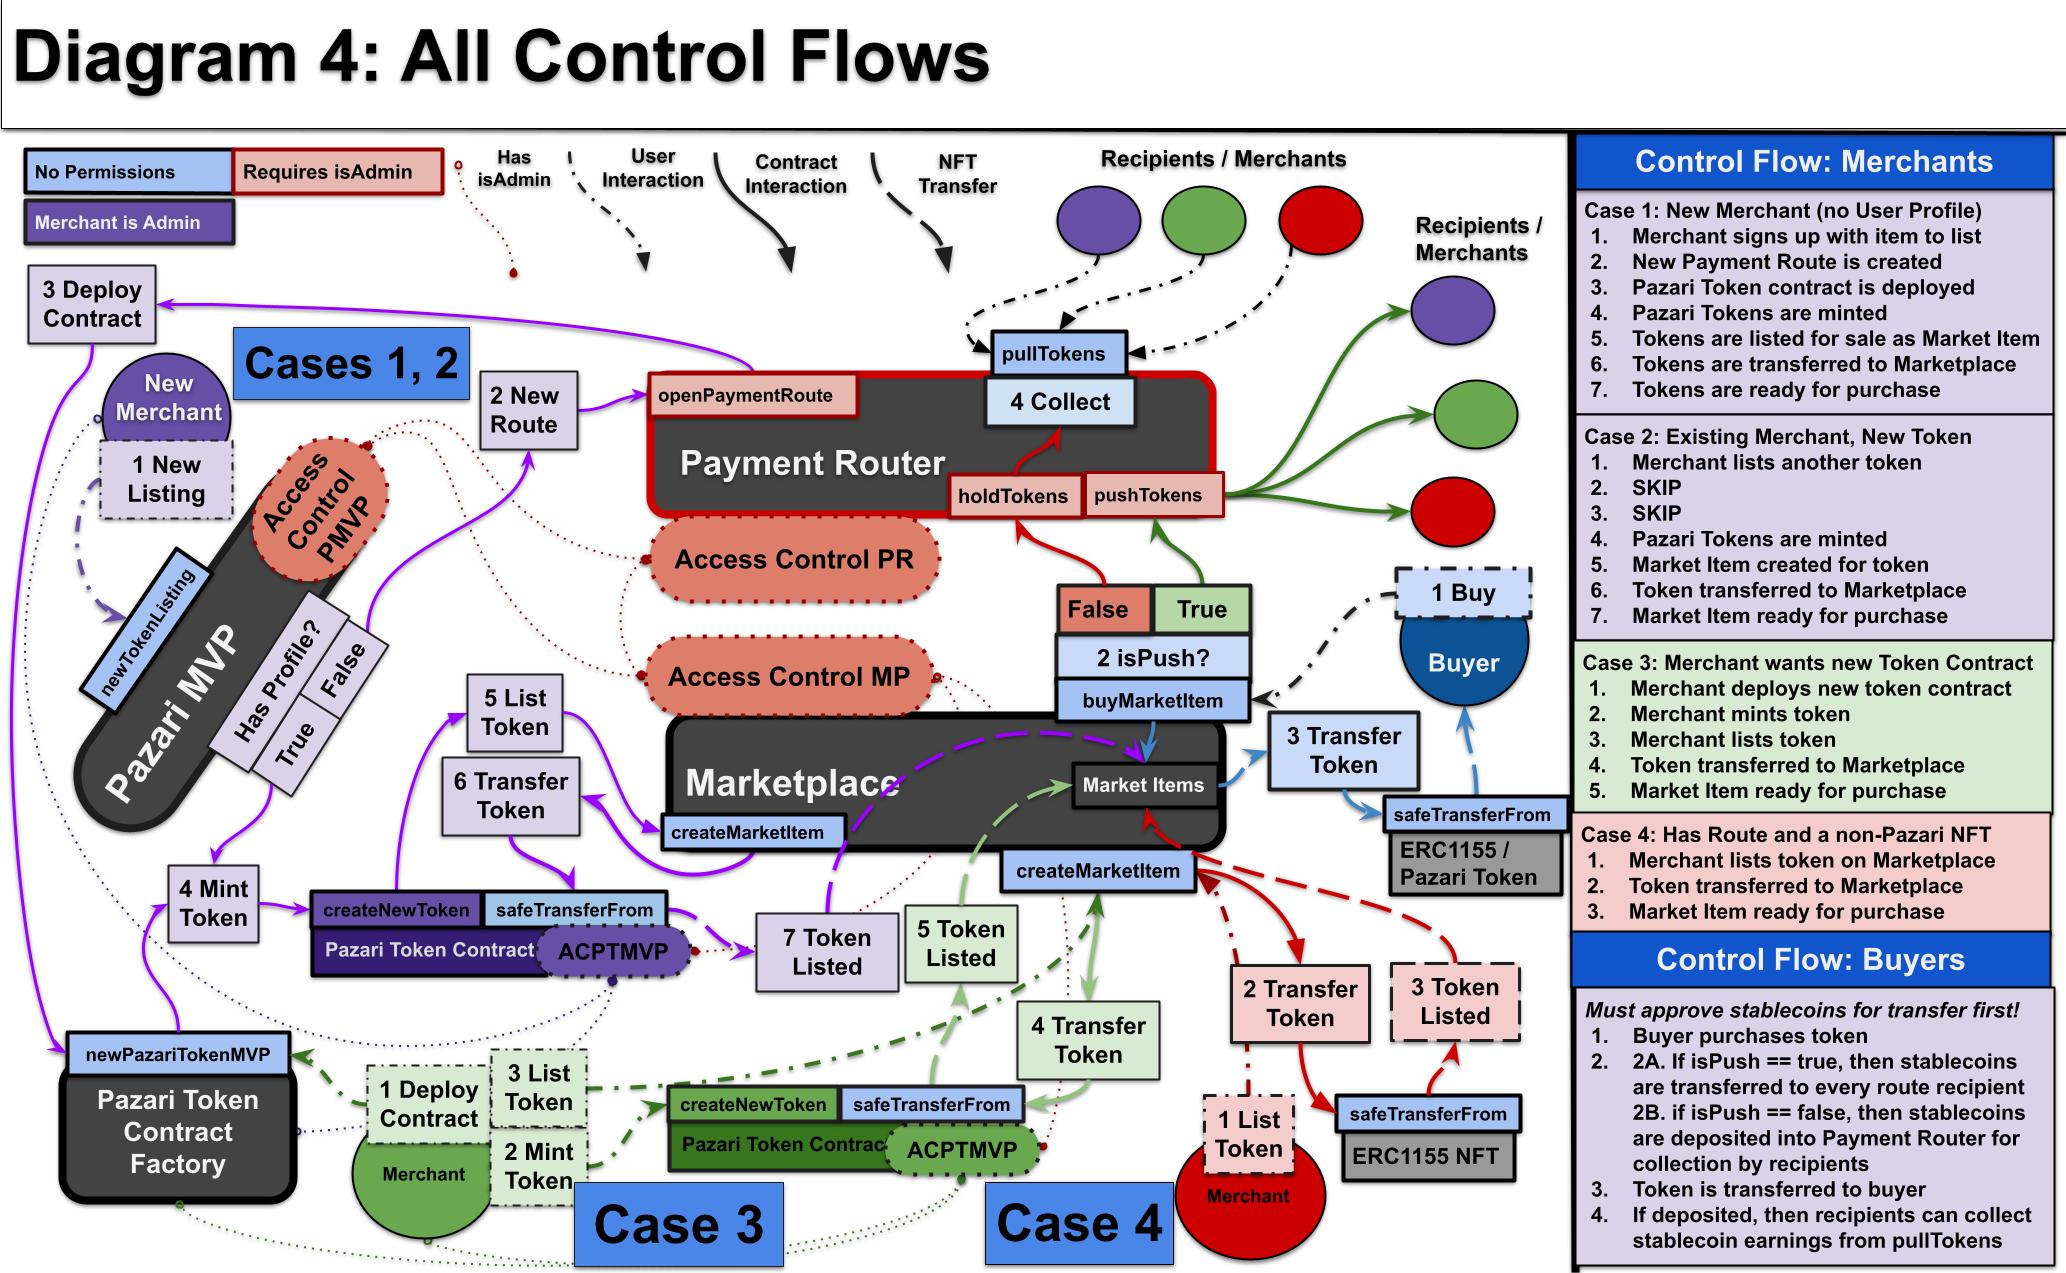 Diagram 4: All Control Flows
No Permissions
Requires isAdmin
Merchant is Admin
Has
isAdmin
User
Interaction
Contract
Interaction
NFT
Transfer
Recipients / Merchants
Recipients /
Merchants
3 Deploy
Contract
Cases 1, 2
New
Merchant
1 New
Listing
2 New
Route
openPaymentRoute
pullTokens
4 Collect
Payment Router
holdTokens
pushTokens
Access
Control
PMVP
newTokenListing
Pazari MVP
Has Profile?
True
False
Access Control PR
Access Control MP
False
True
2 isPush?
buyMarketItem
1 Buy
Buyer
5 List
Token
6 Transfer
Token
Marketplace
Market Items
createMarketItem
createMarketItem
3 Transfer
Token
safeTransferFrom
ERC1155 /
Pazari Token
4 Mint
Token
createNewToken
safeTransferFrom
Pazari Token Contract
ACPTMVP
7 Token
Listed
5 Token
Listed
4 Transfer
Token
2 Transfer
Token
3 Token
Listed
newPazariTokenMVP
Pazari Token
Contract
Factory
1 Deploy
Contract
3 List
Token
2 Mint
Token
Merchant
createNewToken
safeTransferFrom
Pazari Token Contrac
ACPTMVP
Case 3
Case 4
1 List
Token
Merchant
safeTransferFrom
ERC1155 NFT
Control Flow: Merchants
Case 1: New Merchant (no User Profile)
1. Merchant signs up with item to list
2. New Payment Route is created
3. Pazari Token contract is deployed
4. Pazari Tokens are minted
5. Tokens are listed for sale as Market Item
6. Tokens are transferred to Marketplace
7. Tokens are ready for purchase
Case 2: Existing Merchant, New Token
1. Merchant lists another token
2. SKIP
3. SKIP
4. Pazari Tokens are minted
5. Market Item created for token
6. Token transferred to Marketplace
7. Market Item ready for purchase
Case 3: Merchant wants new Token Contract
1. Merchant deploys new token contract
2. Merchant mints token
3. Merchant lists token
4. Token transferred to Marketplace
5. Market Item ready for purchase
Case 4: Has Route and a non-Pazari NFT
1. Merchant lists token on Marketplace
2. Token transferred to Marketplace
3. Market Item ready for purchase
Control Flow: Buyers
Must approve stablecoins for transfer first!
1. Buyer purchases token
2. 2A. If isPush == true, then stablecoins
are transferred to every route recipient
2B. if isPush == false, then stablecoins
are deposited into Payment Router for
collection by recipients
3. Token is transferred to buyer
4. If deposited, then recipients can collect
stablecoin earnings from pullTokens